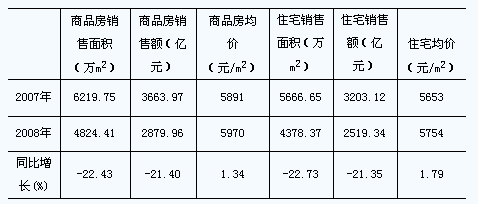 商品房销售面积（万m²） 商品房销售额（亿元） 商品房均价（元/m²） 住宅销售面积（万m²） 住宅销售额（亿元） 住宅均价（元/m²）
2007年 6219.75 3663.97 5891 5666.65 3203.12 5653
2008年 4824.41 2879.96 5970 4378.37 2519.34 5754
同比增长(%) -22.43 -21.40 1.34 -22.73 -21.35 1.79